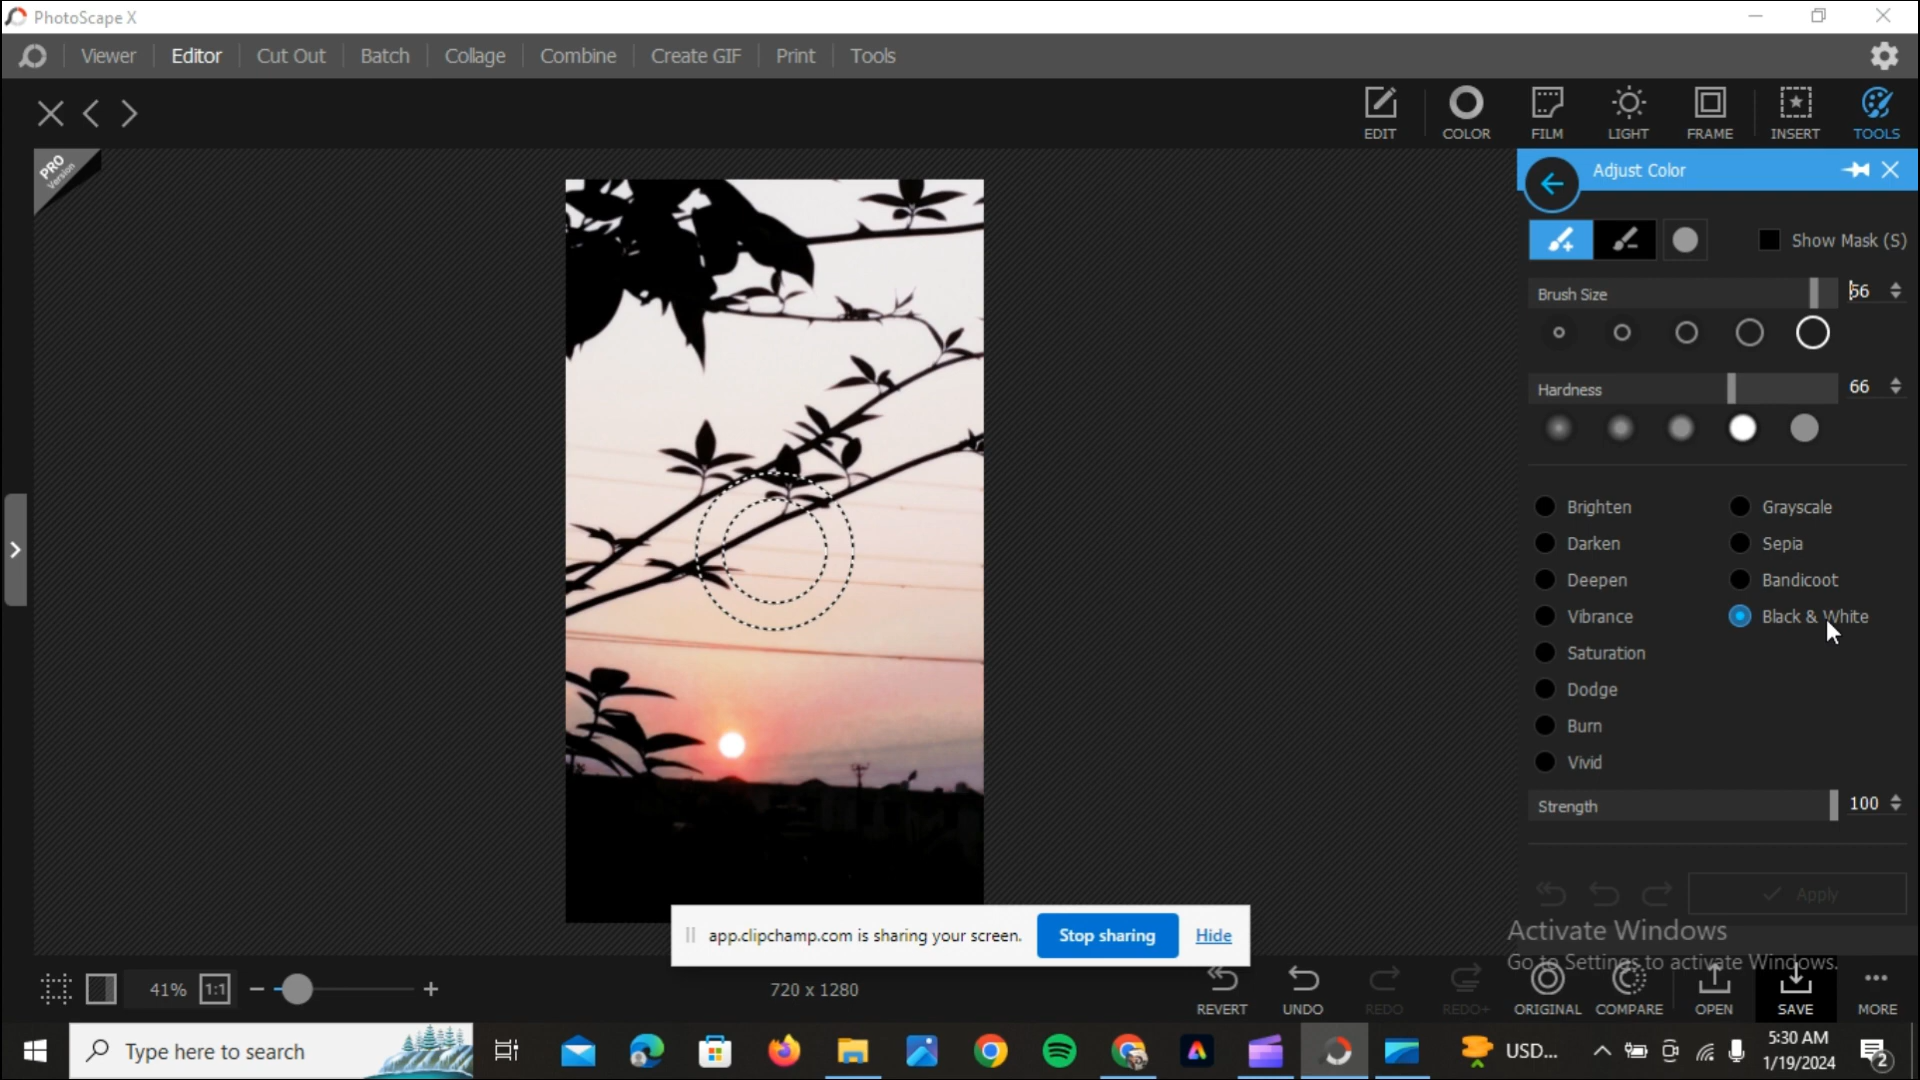 PhotoScape X
Viewer Editor Cut Out Batch Collage Combine Create GIF Print Tools
EDIT COLOR FILM LIGHT FRAME INSERT TOOLS
PRO
Version
Adjust Color
Show Mask (S)
Brush Size 56
Hardness 66
Brighten Grayscale
Darken Sepia
Deepen Bandicoot
Vibrance Black & White
Saturation
Dodge
Burn
Vivid
Strength 100
Apply
Activate Windows
Go to Settings to activate Windows.
app.clipchamp.com is sharing your screen. Stop sharing Hide
41% 1:1 720 x 1280
REVERT UNDO REDO REDO+ ORIGINAL COMPARE OPEN SAVE MORE
Type here to search
USD...
5:30 AM
1/19/2024
2